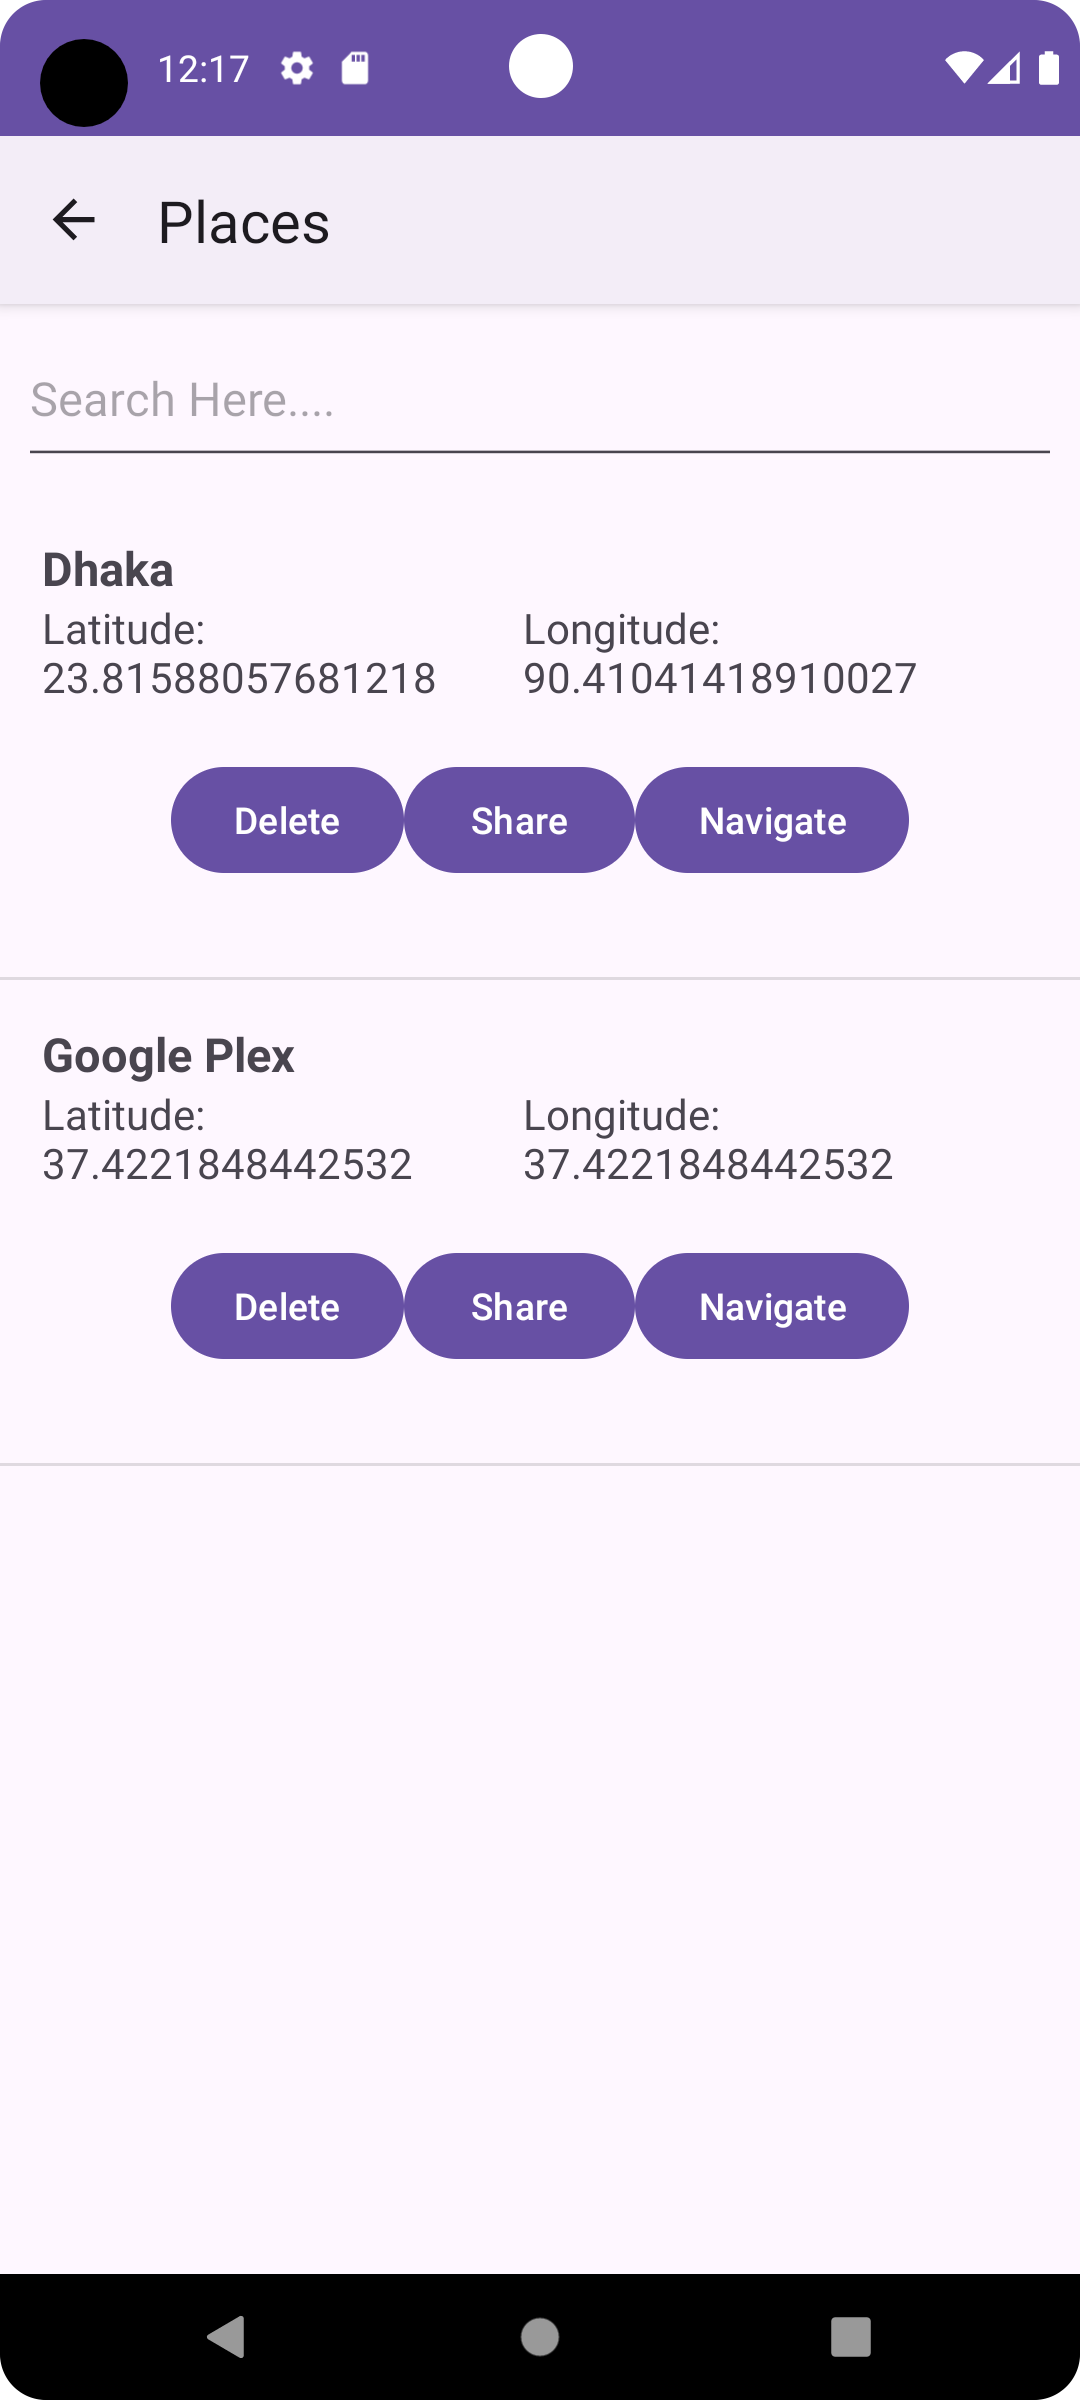 12:17
Places
Search Here....
Dhaka
Latitude: Longitude:
23.81588057681218 90.41041418910027
Delete Share Navigate
Google Plex
Latitude: Longitude:
37.4221848442532 37.4221848442532
Delete Share Navigate